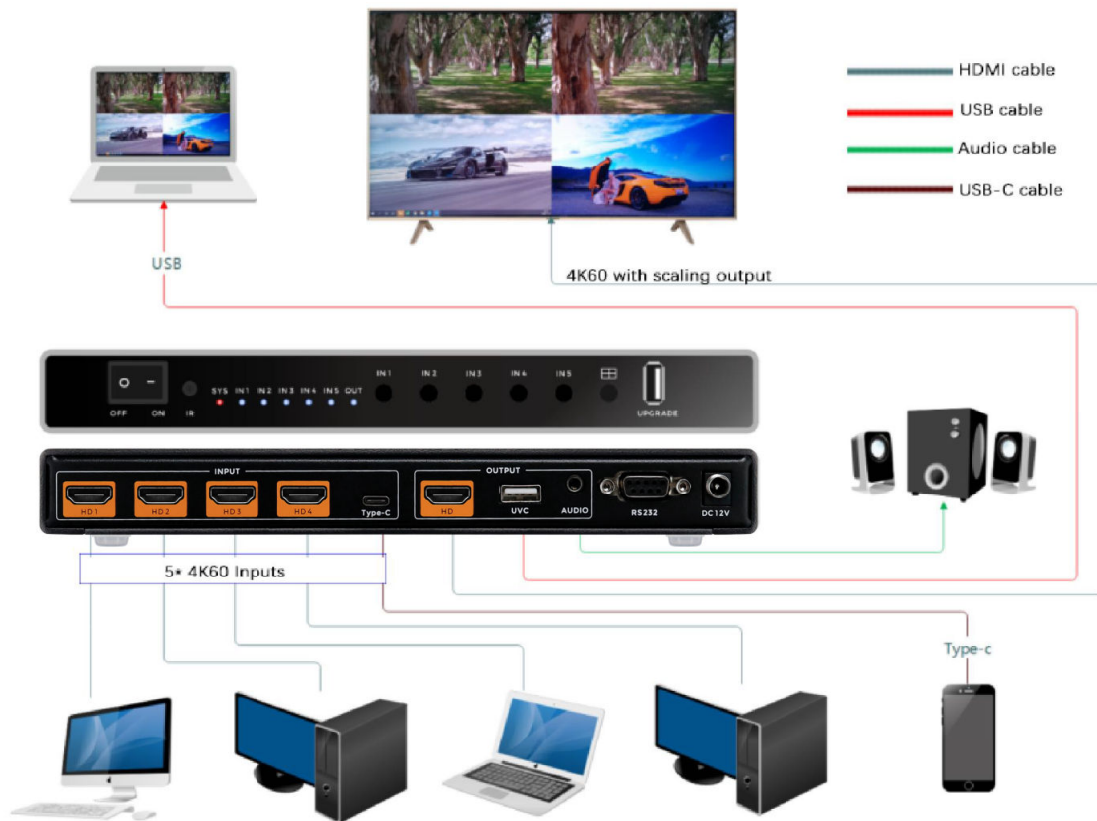 HDMI cable
USB cable
Audio cable
USB-C cable
USB
4K60 with scaling output
OFF ON IR
SYS IN1 IN2 IN3 IN4 IN5 OUT
IN1 IN2 IN3 IN4 IN5
UPGRADE
INPUT
HD1 HD2 HD3 HD4 Type-C
OUTPUT
HD UVC AUDIO RS232 DC12V
5* 4K60 Inputs
Type-c